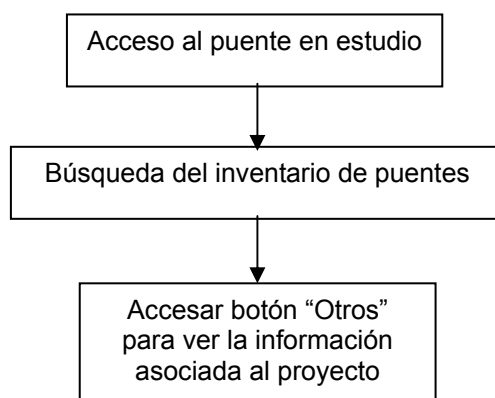 Acceso al puente en estudio
Búsqueda del inventario de puentes
Accesar botón “Otros”
para ver la información
asociada al proyecto